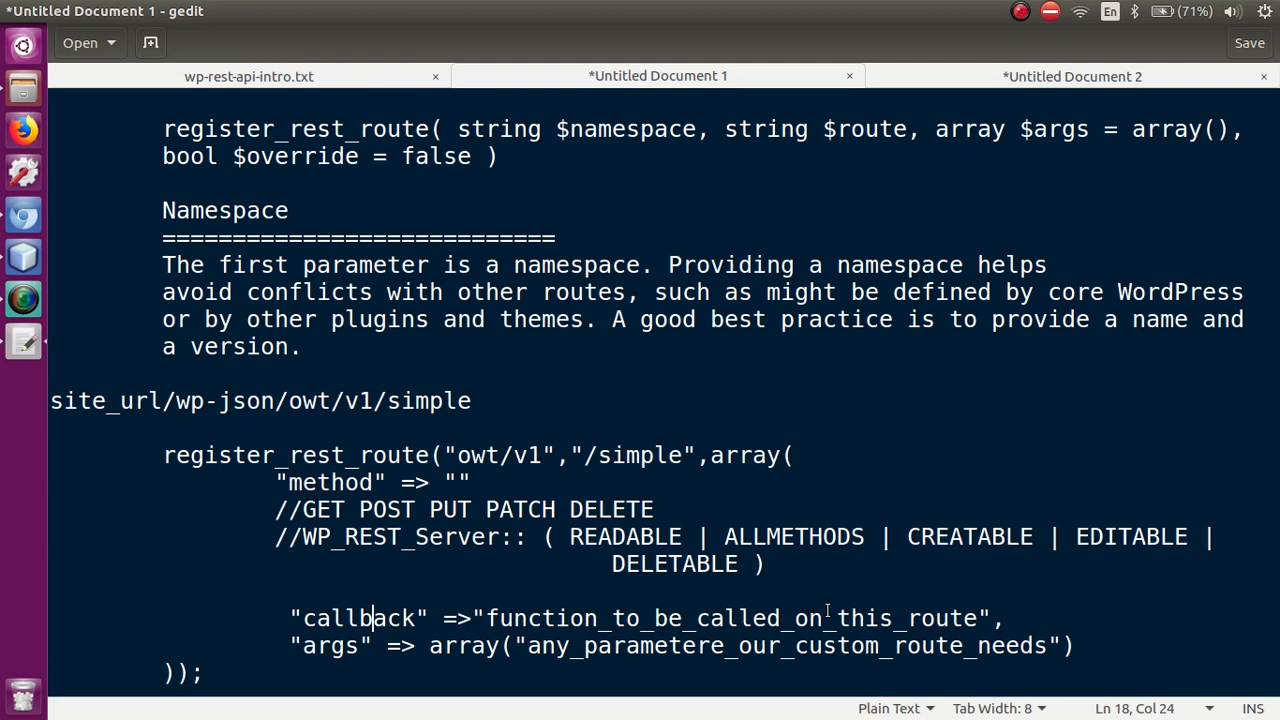 *Untitled Document 1 - gedit
En
(71%)
Open
Save
wp-rest-api-intro.txt
*Untitled Document 1
*Untitled Document 2
register_rest_route( string $namespace, string $route, array $args = array(),
bool $override = false )
Namespace
============================
The first parameter is a namespace. Providing a namespace helps
avoid conflicts with other routes, such as might be defined by core WordPress
or by other plugins and themes. A good best practice is to provide a name and
a version.
site_url/wp-json/owt/v1/simple
register_rest_route("owt/v1","/simple",array(
"method" => ""
//GET POST PUT PATCH DELETE
//WP_REST_Server:: ( READABLE | ALLMETHODS | CREATABLE | EDITABLE |
DELETABLE )
"callback" =>"function_to_be_called_on_this_route",
"args" => array("any_parametere_our_custom_route_needs")
));
Plain Text
Tab Width: 8
Ln 18, Col 24
INS